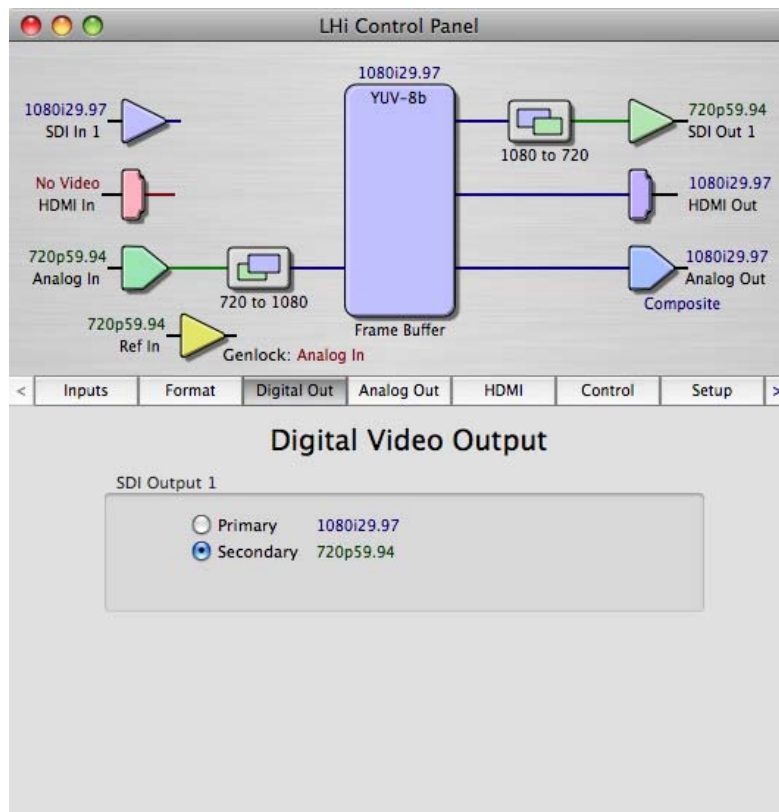 LHi Control Panel
1080i29.97
YUV-8b
1080i29.97
SDI In 1
1080 to 720
720p59.94
SDI Out 1
No Video
HDMI In
1080i29.97
HDMI Out
720p59.94
Analog In
720 to 1080
1080i29.97
Analog Out
Composite
720p59.94
Ref In
Genlock: Analog In
Frame Buffer
< Inputs Format Digital Out Analog Out HDMI Control Setup >
Digital Video Output
SDI Output 1
Primary 1080i29.97
Secondary 720p59.94